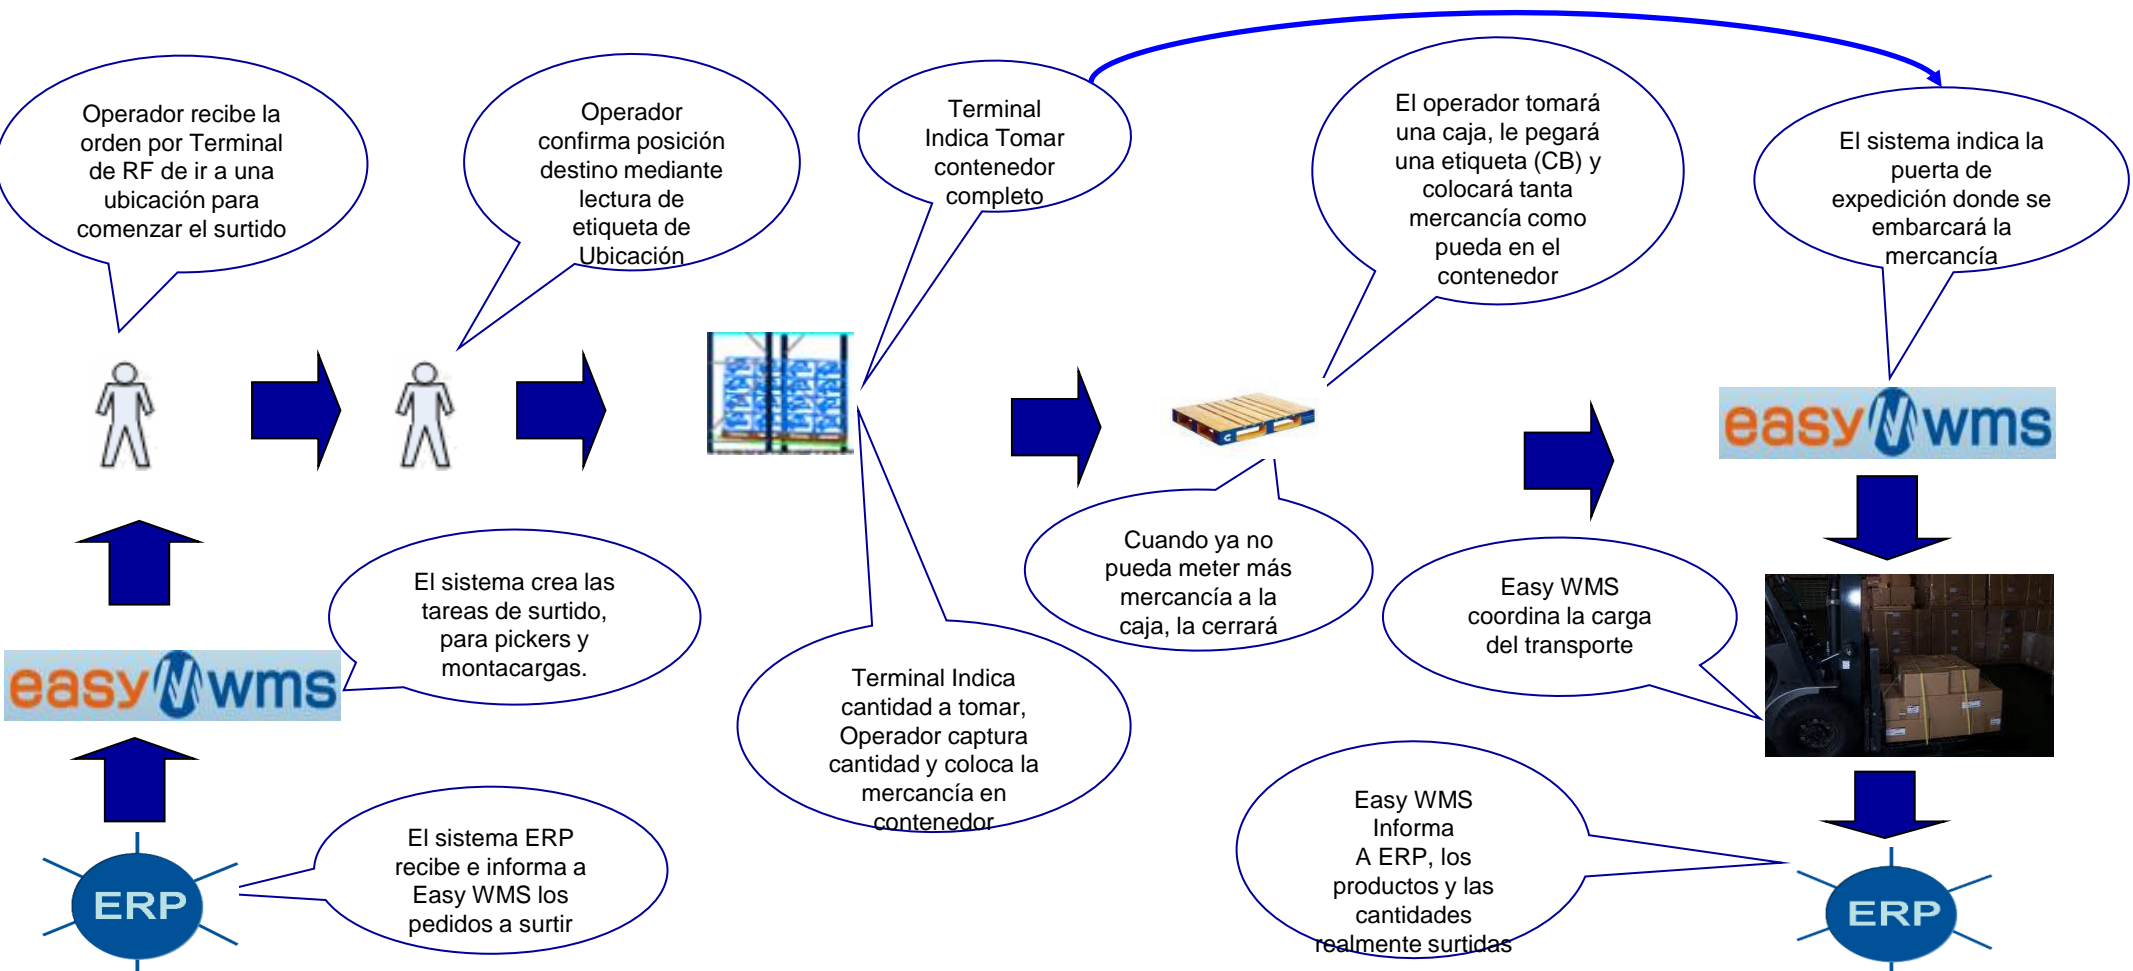 Operador recibe la
orden por Terminal
de RF de ir a una
ubicación para
comenzar el surtido
Operador
confirma posición
destino mediante
lectura de
etiqueta de
Ubicación
Terminal
Indica Tomar
contenedor
completo
El operador tomará
una caja, le pegará
una etiqueta (CB) y
colocará tanta
mercancía como
pueda en el
contenedor
El sistema indica la
puerta de
expedición donde se
embarcará la
mercancía
easy wms
El sistema crea las
tareas de surtido,
para pickers y
montacargas.
easy wms
Cuando ya no
pueda meter más
mercancía a la
caja, la cerrará
Easy WMS
coordina la carga
del transporte
Terminal Indica
cantidad a tomar,
Operador captura
cantidad y coloca la
mercancía en
contenedor
El sistema ERP
recibe e informa a
Easy WMS los
pedidos a surtir
ERP
Easy WMS
Informa
A ERP, los
productos y las
cantidades
realmente surtidas
ERP